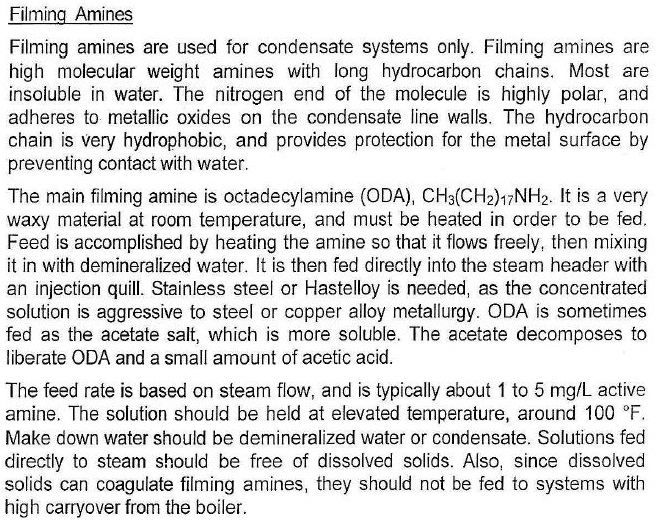 Filming Amines
Filming amines are used for condensate systems only. Filming amines are
high molecular weight amines with long hydrocarbon chains. Most are
insoluble in water. The nitrogen end of the molecule is highly polar, and
adheres to metallic oxides on the condensate line walls. The hydrocarbon
chain is very hydrophobic, and provides protection for the metal surface by
preventing contact with water.
The main filming amine is octadecylamine (ODA), CH₃(CH₂)₁₇NH₂. It is a very
waxy material at room temperature, and must be heated in order to be fed.
Feed is accomplished by heating the amine so that it flows freely, then mixing
it in with demineralized water. It is then fed directly into the steam header with
an injection quill. Stainless steel or Hastelloy is needed, as the concentrated
solution is aggressive to steel or copper alloy metallurgy. ODA is sometimes
fed as the acetate salt, which is more soluble. The acetate decomposes to
liberate ODA and a small amount of acetic acid.
The feed rate is based on steam flow, and is typically about 1 to 5 mg/L active
amine. The solution should be held at elevated temperature, around 100 °F.
Make down water should be demineralized water or condensate. Solutions fed
directly to steam should be free of dissolved solids. Also, since dissolved
solids can coagulate filming amines, they should not be fed to systems with
high carryover from the boiler.